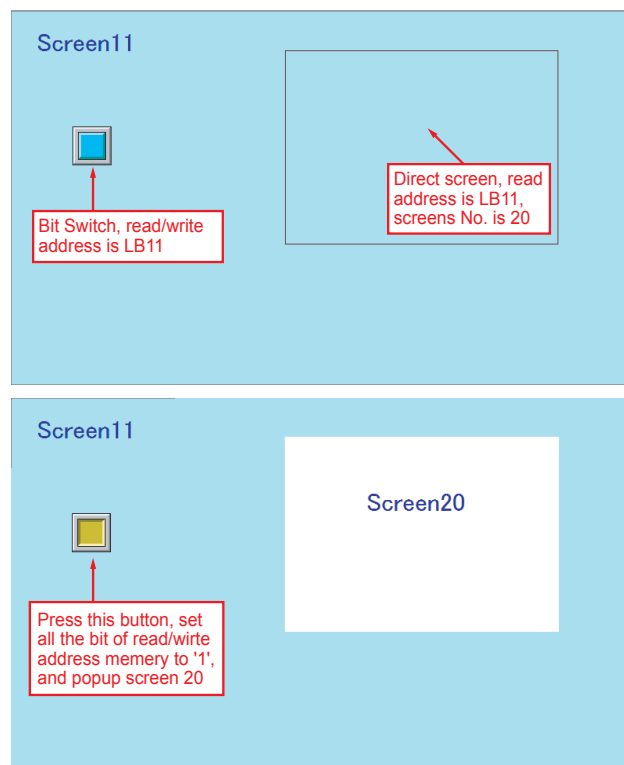 Screen11
Bit Switch, read/write
address is LB11
Direct screen, read
address is LB11,
screens No. is 20
Screen11
Screen20
Press this button, set
all the bit of read/wirte
address memery to '1',
and popup screen 20